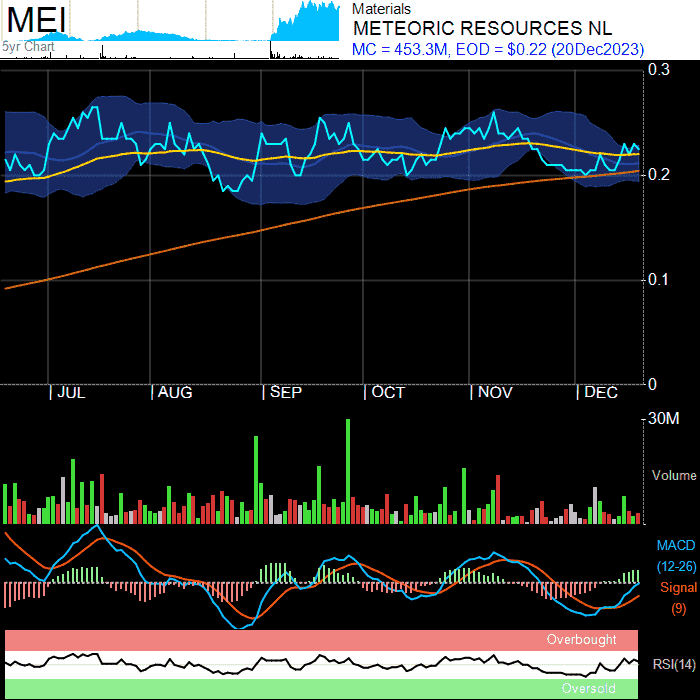 MEI
5yr Chart
Materials
METEORIC RESOURCES NL
MC = 453.3M, EOD = $0.22 (20Dec2023)
0.3
0.2
0.1
0
JUL AUG SEP OCT NOV DEC
30M
Volume
MACD
(12-26)
Signal
(9)
Overbought
RSI(14)
Oversold